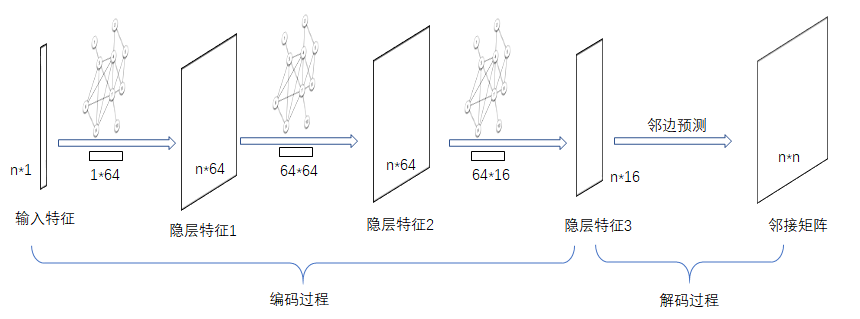 n*1
1*64
n*64
64*64
n*64
64*16
n*16
邻边预测
n*n
输入特征
隐层特征1
隐层特征2
隐层特征3
邻接矩阵
编码过程
解码过程